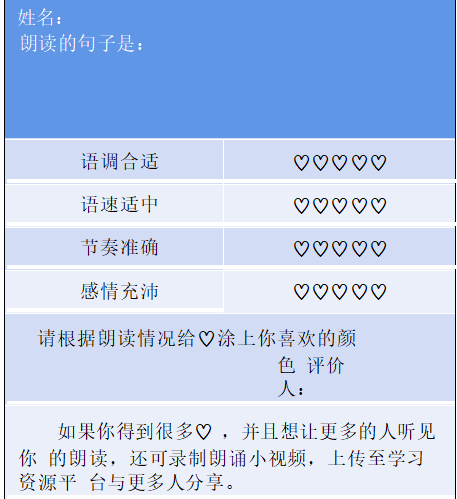 姓名：
朗读的句子是：
语调合适 ♡♡♡♡♡
语速适中 ♡♡♡♡♡
节奏准确 ♡♡♡♡♡
感情充沛 ♡♡♡♡♡
请根据朗读情况给♡涂上你喜欢的颜
色 评价
人：
如果你得到很多♡ ，并且想让更多的人听见
你 的朗读，还可录制朗诵小视频，上传至学习
资源平 台与更多人分享。